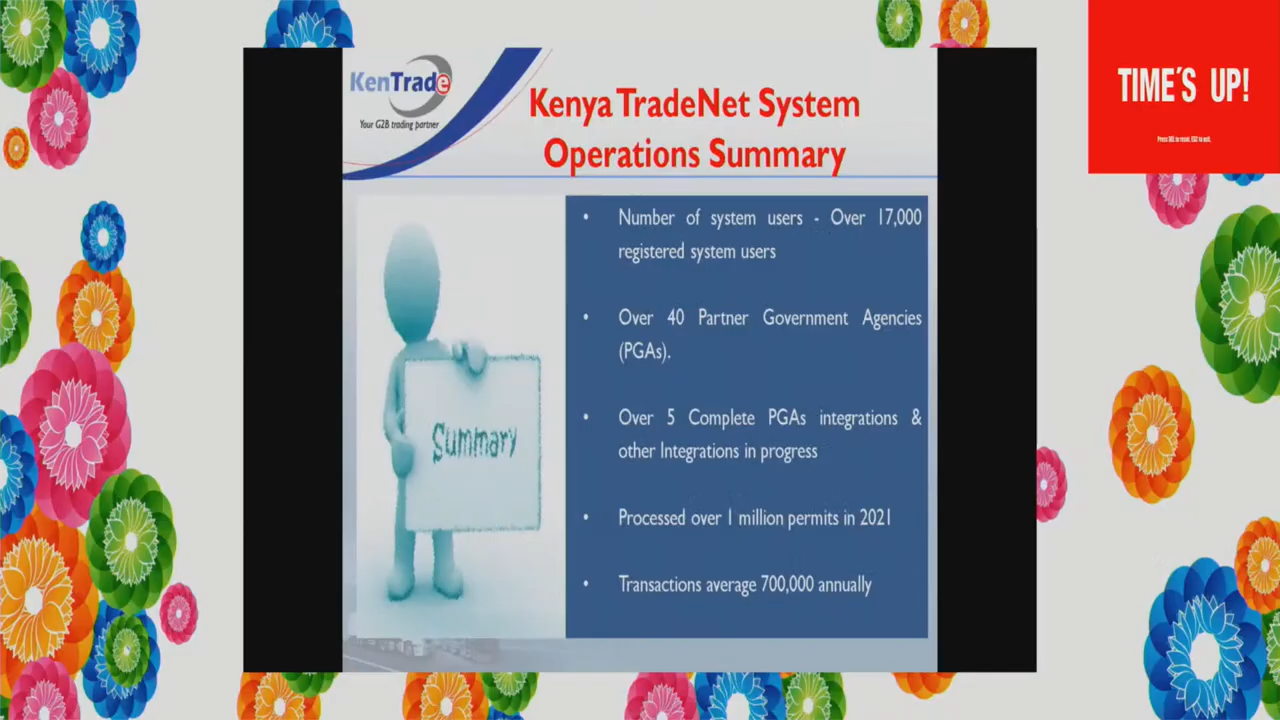 KenTrade
Your G2B trading partner
Kenya TradeNet System
Operations Summary
TIME'S UP!
Summary
• Number of system users - Over 17,000
registered system users
• Over 40 Partner Government Agencies
(PGAs).
• Over 5 Complete PGAs integrations &
other Integrations in progress
• Processed over 1 million permits in 2021
• Transactions average 700,000 annually